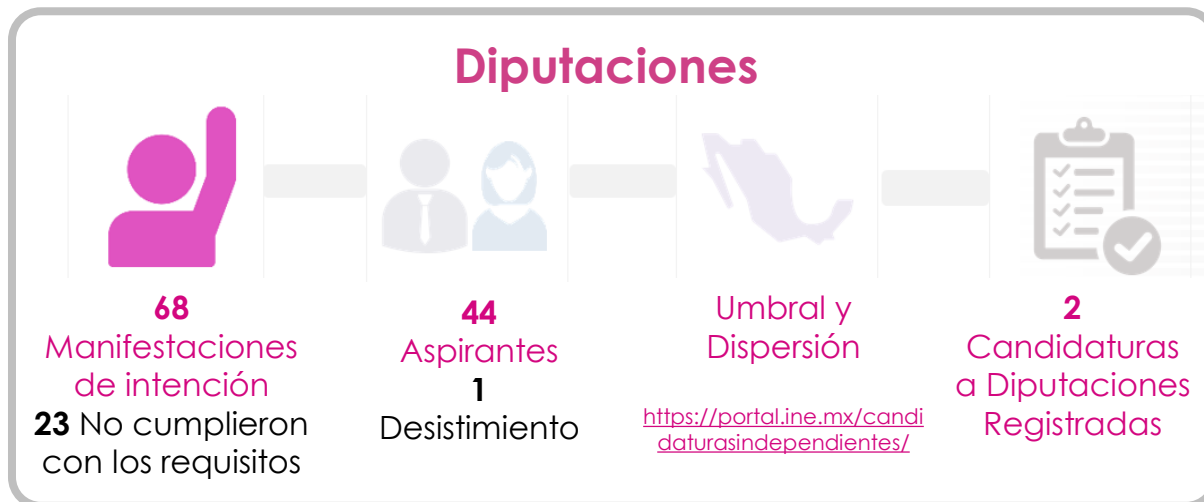 Diputaciones
68
Manifestaciones
de intención
23 No cumplieron
con los requisitos
44
Aspirantes
1
Desistimiento
Umbral y
Dispersión
https://portal.ine.mx/candi
daturasindependientes/
2
Candidaturas
a Diputaciones
Registradas